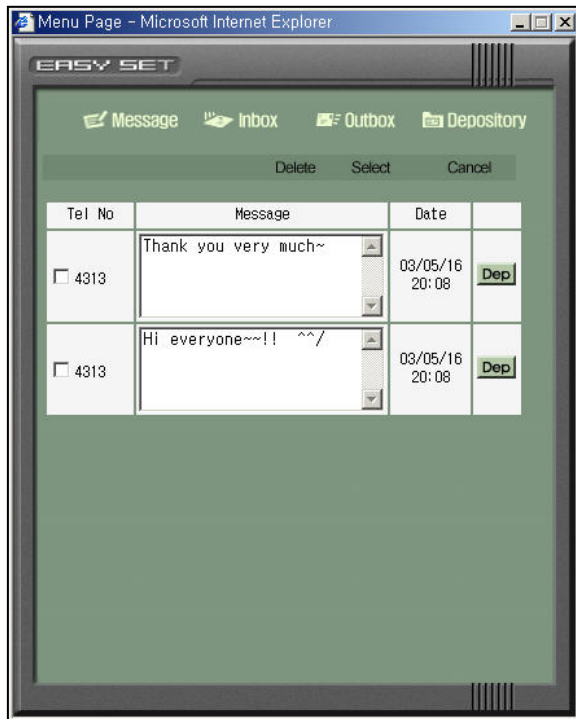 Menu Page - Microsoft Internet Explorer
EASY SET
Message Inbox Outbox Depository
Delete Select Cancel
Tel No Message Date
4313 Thank you very much~ 03/05/16 20:08 Dep
4313 Hi everyone~~!! ^^/ 03/05/16 20:08 Dep